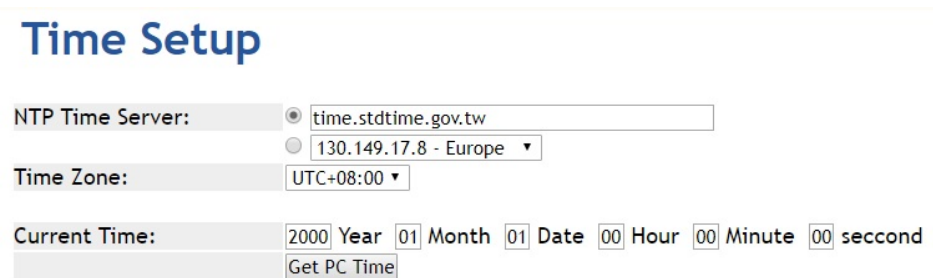 Time Setup
NTP Time Server: time.stdtime.gov.tw
130.149.17.8 - Europe
Time Zone: UTC+08:00
Current Time: 2000 Year 01 Month 01 Date 00 Hour 00 Minute 00 seccond
Get PC Time